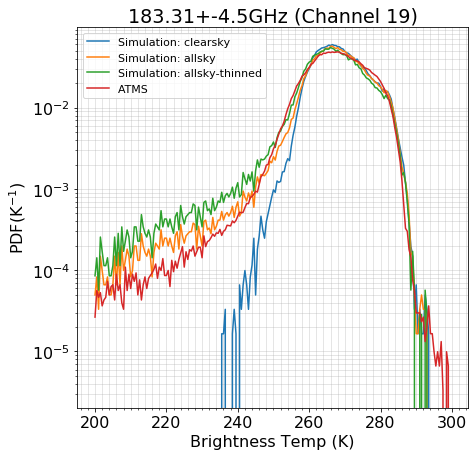 183.31+-4.5GHz (Channel 19)
Simulation: clearsky
Simulation: allsky
Simulation: allsky-thinned
ATMS
PDF(K⁻¹)
10⁻²
10⁻³
10⁻⁴
10⁻⁵
200 220 240 260 280 300
Brightness Temp (K)